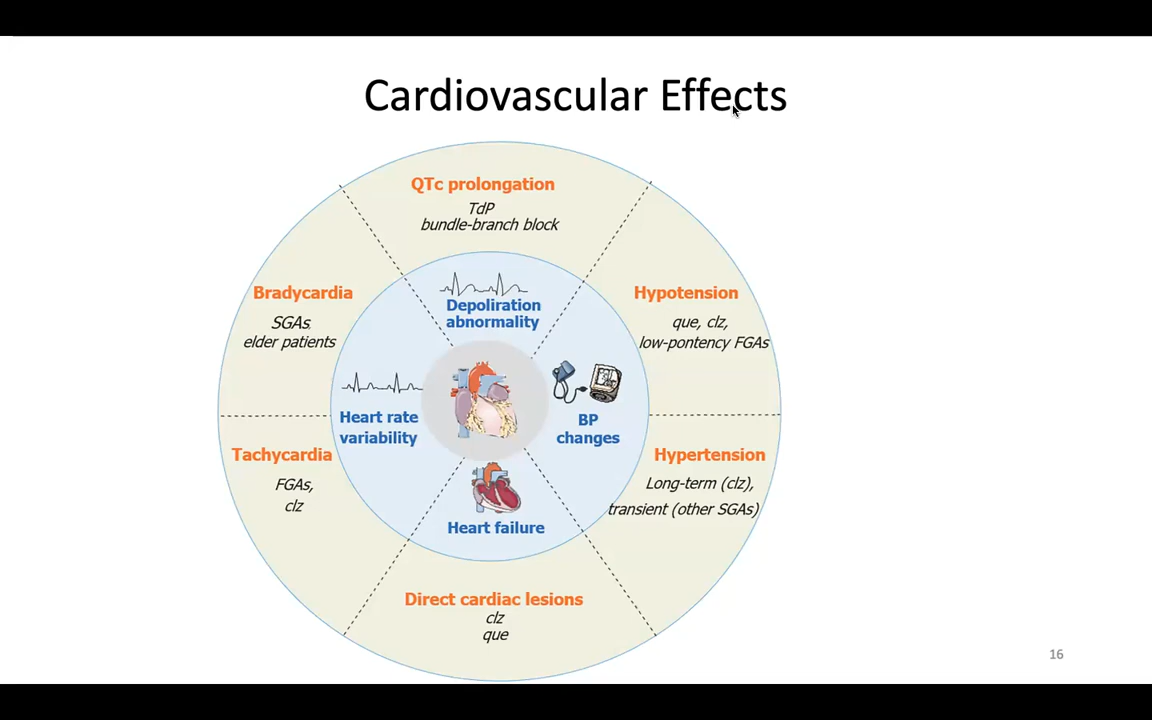 Cardiovascular Effects
QTc prolongation
TdP
bundle-branch block
Bradycardia
SGAs,
elder patients
Depoliration
abnormality
Hypotension
que, clz,
low-pontency FGAs
Heart rate
variability
BP
changes
Tachycardia
FGAs,
clz
Heart failure
Hypertension
Long-term (clz),
transient (other SGAs)
Direct cardiac lesions
clz
que
16